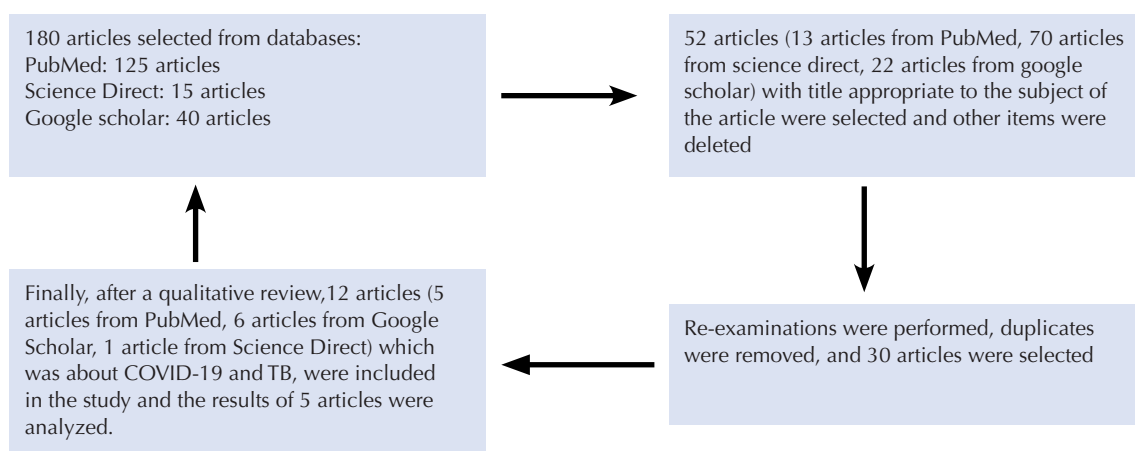 180 articles selected from databases:
PubMed: 125 articles
Science Direct: 15 articles
Google scholar: 40 articles
52 articles (13 articles from PubMed, 70 articles
from science direct, 22 articles from google
scholar) with title appropriate to the subject of
the article were selected and other items were
deleted
Re-examinations were performed, duplicates
were removed, and 30 articles were selected
Finally, after a qualitative review,12 articles (5
articles from PubMed, 6 articles from Google
Scholar, 1 article from Science Direct) which
was about COVID-19 and TB, were included
in the study and the results of 5 articles were
analyzed.